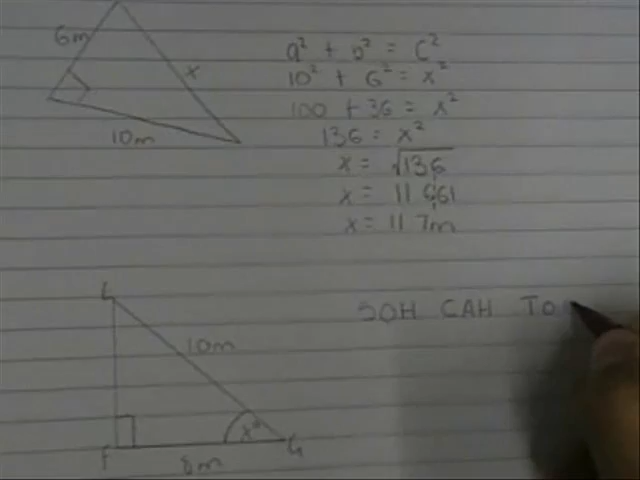 6m
x
10m
a² + b² = c²
10² + 6² = x²
100 + 36 = x²
136 = x²
x = √136
x = 11.661
x = 11.7m
SOH CAH TO
10m
x°
F
G
8m